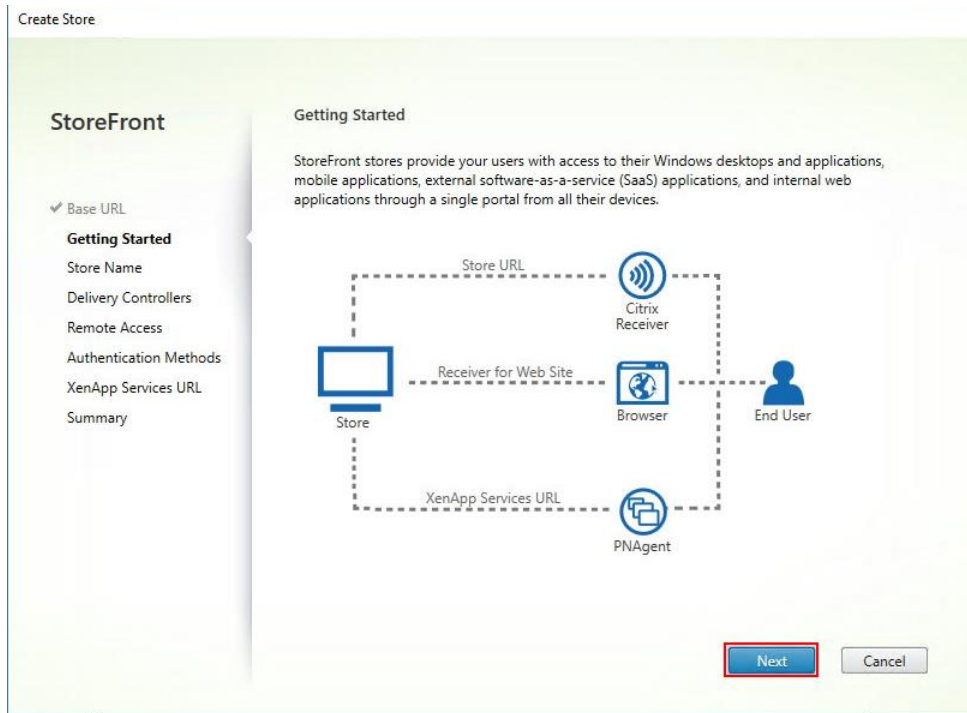 Create Store
StoreFront
Base URL
Getting Started
Store Name
Delivery Controllers
Remote Access
Authentication Methods
XenApp Services URL
Summary
Getting Started
StoreFront stores provide your users with access to their Windows desktops and applications,
mobile applications, external software-as-a-service (SaaS) applications, and internal web
applications through a single portal from all their devices.
Store URL
Citrix
Receiver
Receiver for Web Site
Store
Browser
End User
XenApp Services URL
PNAgent
Next
Cancel